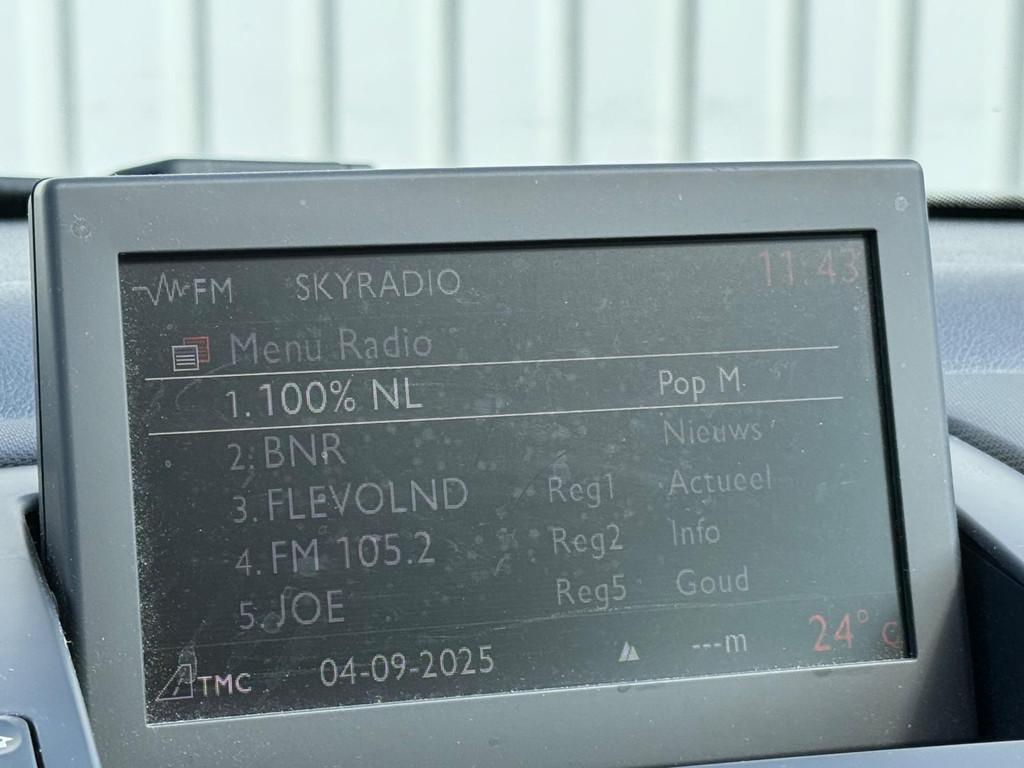 FM SKYRADIO 11:43
Menu Radio
1. 100% NL Pop M
2. BNR Nieuws
3. FLEVOLND Reg1 Actueel
4. FM 105.2 Reg2 Info
5. JOE Reg5 Goud
TMC 04-09-2025 ---m 24° C